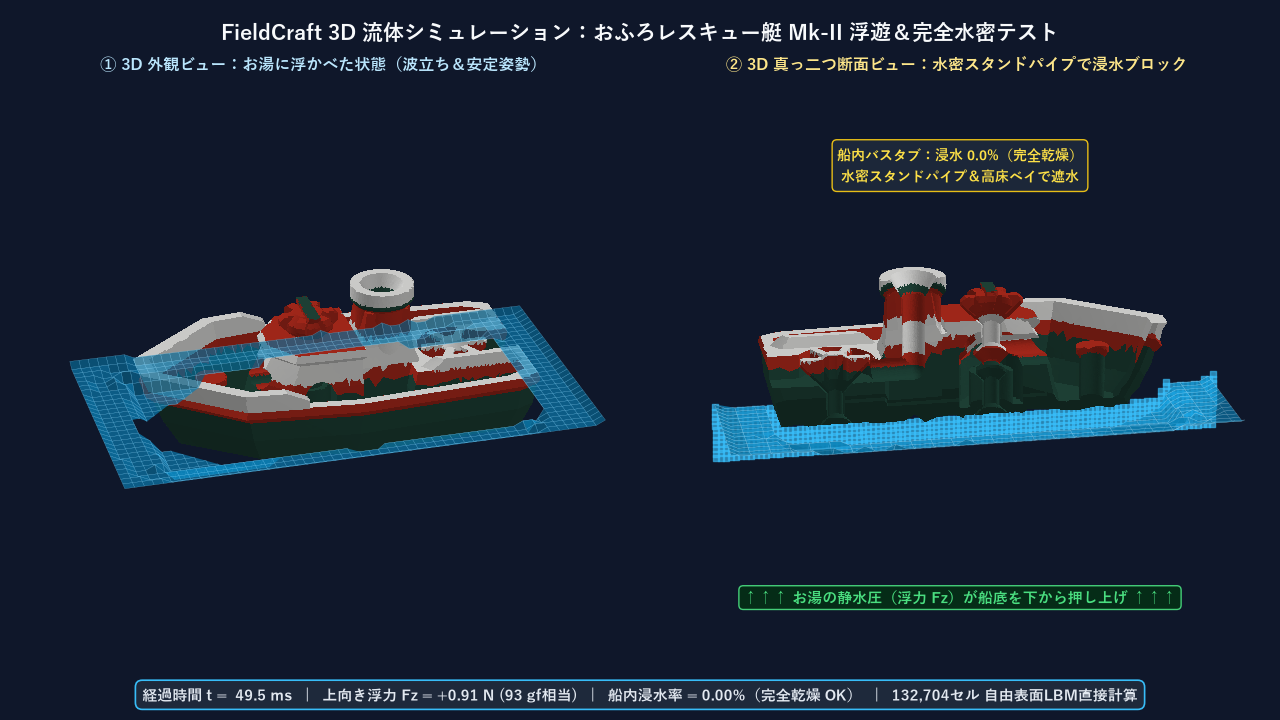 FieldCraft 3D 流体シミュレーション：おふろレスキュー艇 Mk-II 浮遊＆完全水密テスト
① 3D 外観ビュー：お湯に浮かべた状態（波立ち＆安定姿勢）
② 3D 真っ二つ断面ビュー：水密スタンドパイプで浸水ブロック
船内バスタブ：浸水 0.0%（完全乾燥）
水密スタンドパイプ＆高床ベイで遮水
↑ ↑ ↑ お湯の静水圧（浮力 Fz）が船底を下から押し上げ ↑ ↑ ↑
経過時間 t = 49.5 ms ｜ 上向き浮力 Fz = +0.91 N (93 gf相当) ｜ 船内浸水率 = 0.00%（完全乾燥 OK） ｜ 132,704セル 自由表面LBM直接計算